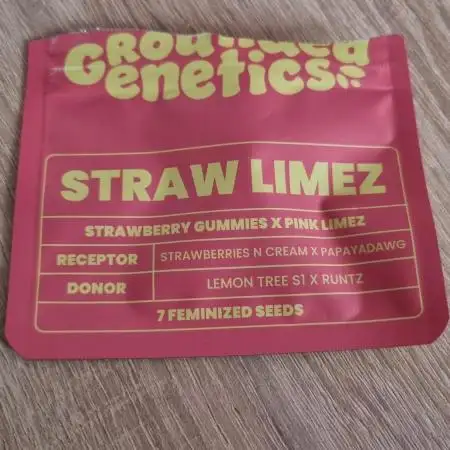 Grounded
Genetics
STRAW LIMEZ
STRAWBERRY GUMMIES X PINK LIMEZ
RECEPTOR STRAWBERRIES N CREAM X PAPAYADAWG
DONOR LEMON TREE S1 X RUNTZ
7 FEMINIZED SEEDS